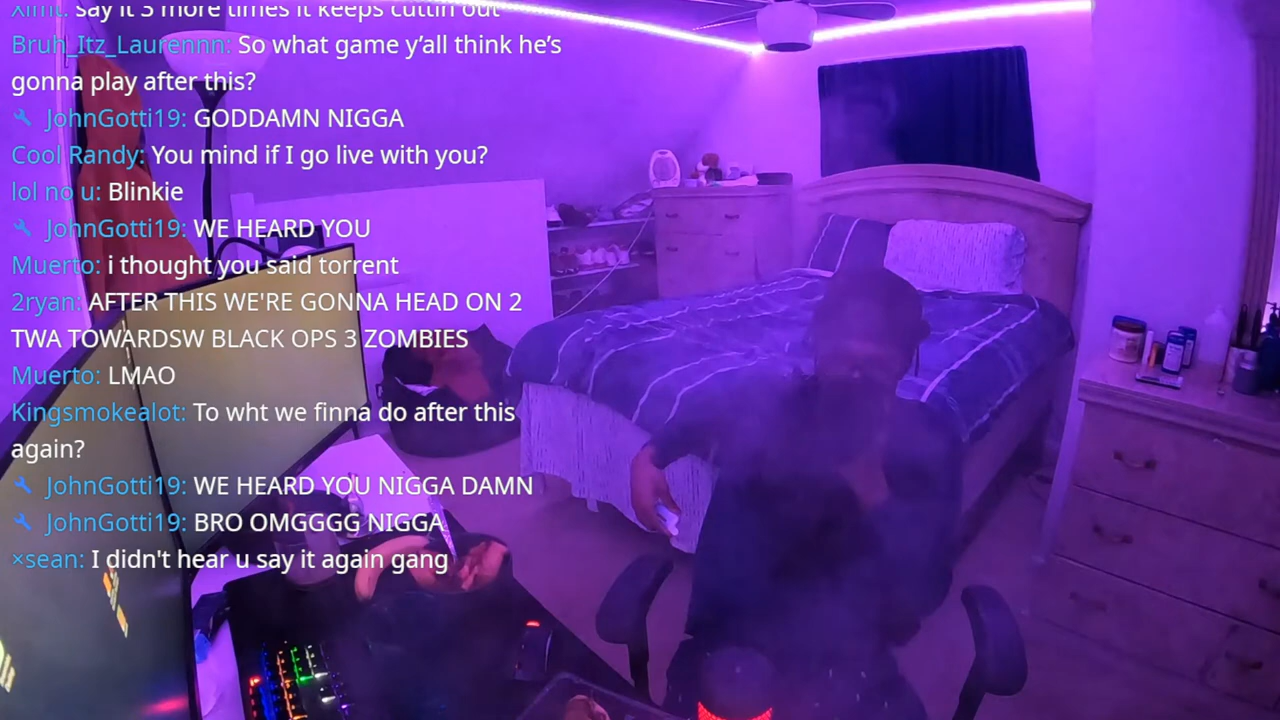 Ximt: say it 3 more times it keeps cuttin out
Bruh_Itz_Laurennn: So what game y’all think he’s
gonna play after this?
JohnGotti19: GODDAMN NIGGA
Cool Randy: You mind if I go live with you?
lol no u: Blinkie
JohnGotti19: WE HEARD YOU
Muerto: i thought you said torrent
2ryan: AFTER THIS WE'RE GONNA HEAD ON 2
TWA TOWARDSW BLACK OPS 3 ZOMBIES
Muerto: LMAO
Kingsmokealot: To wht we finna do after this
again?
JohnGotti19: WE HEARD YOU NIGGA DAMN
JohnGotti19: BRO OMGGGG NIGGA
×sean: I didn't hear u say it again gang